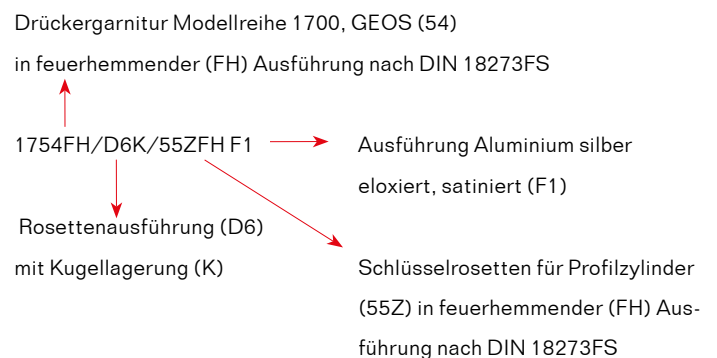 Drückergarnitur Modellreihe 1700, GEOS (54)
in feuerhemmender (FH) Ausführung nach DIN 18273FS
1754FH/D6K/55ZFH F1
Ausführung Aluminium silber
eloxiert, satiniert (F1)
Rosettenausführung (D6)
mit Kugellagerung (K)
Schlüsselrosetten für Profilzylinder
(55Z) in feuerhemmender (FH) Aus-
führung nach DIN 18273FS